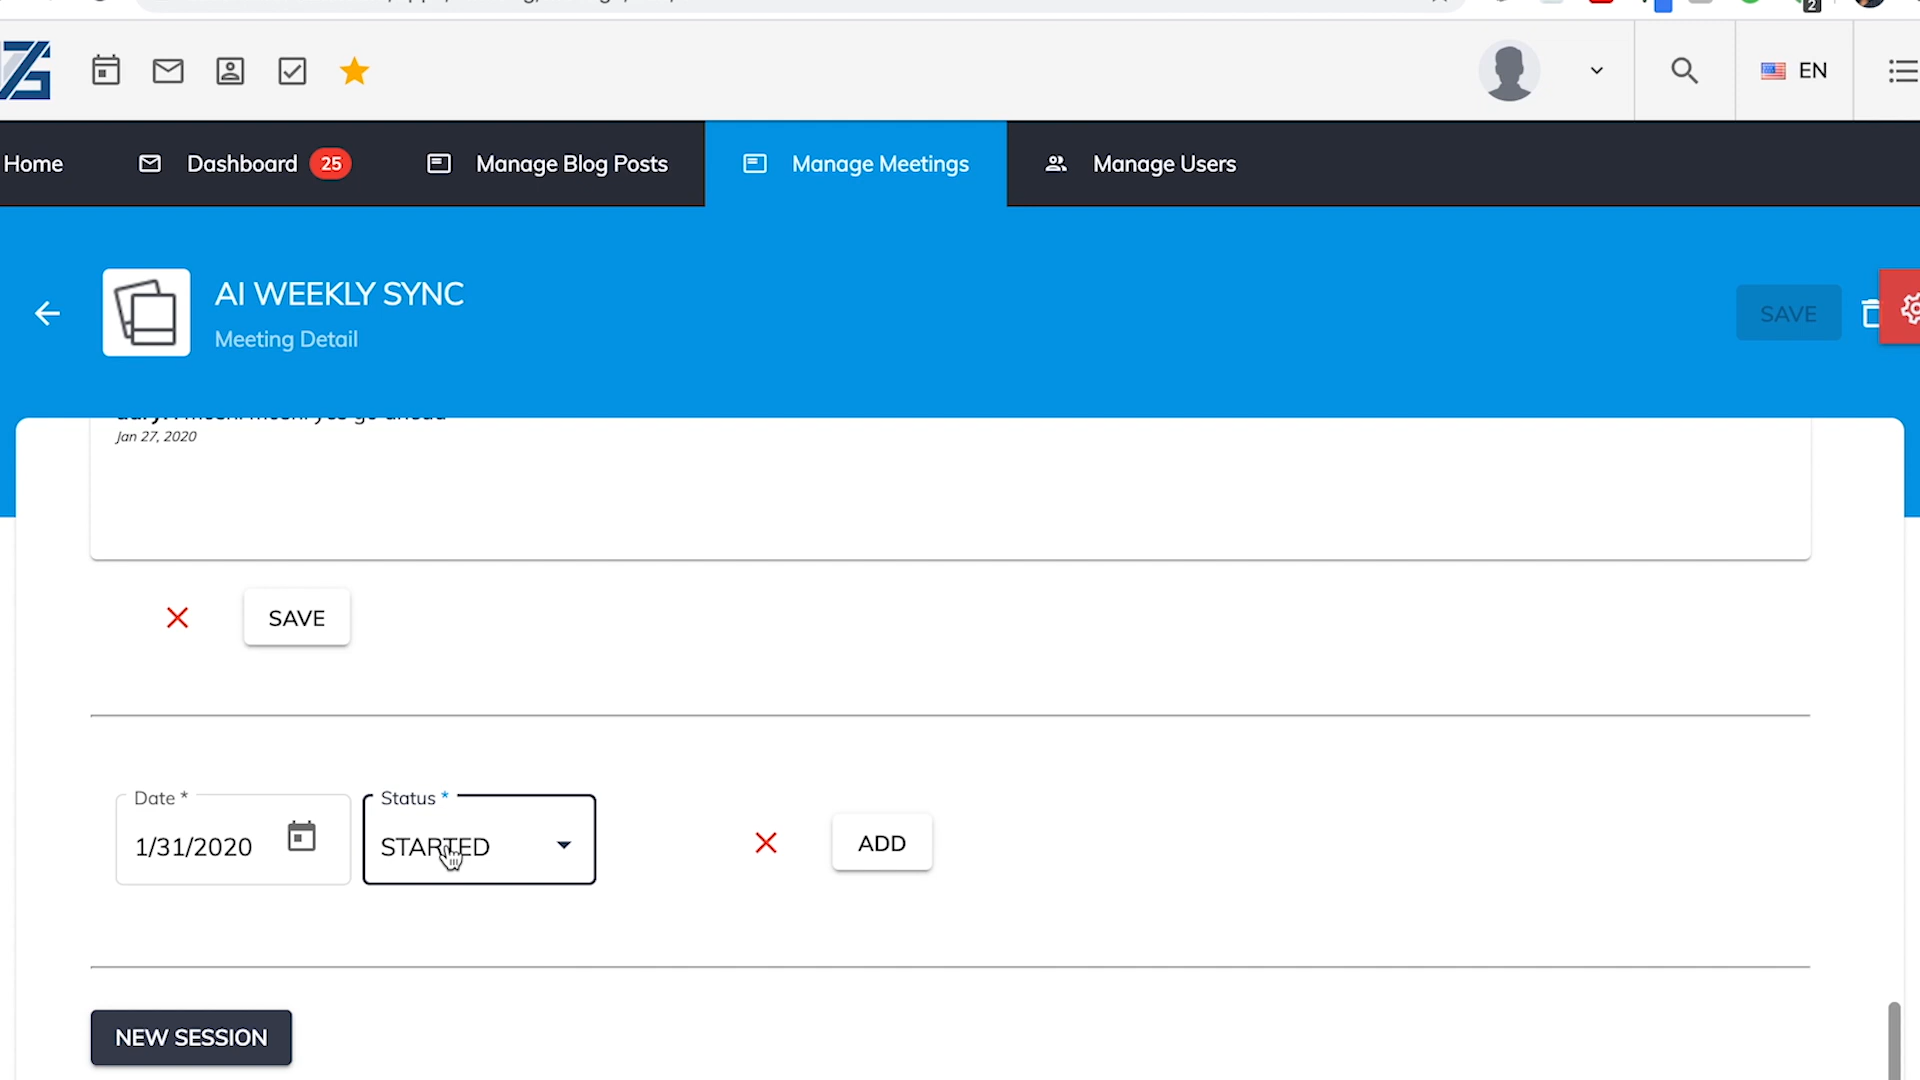 2
EN
Home
Dashboard 25
Manage Blog Posts
Manage Meetings
Manage Users
AI WEEKLY SYNC
Meeting Detail
SAVE
Jan 27, 2020
SAVE
Date *
Status *
1/31/2020
STARTED
ADD
NEW SESSION